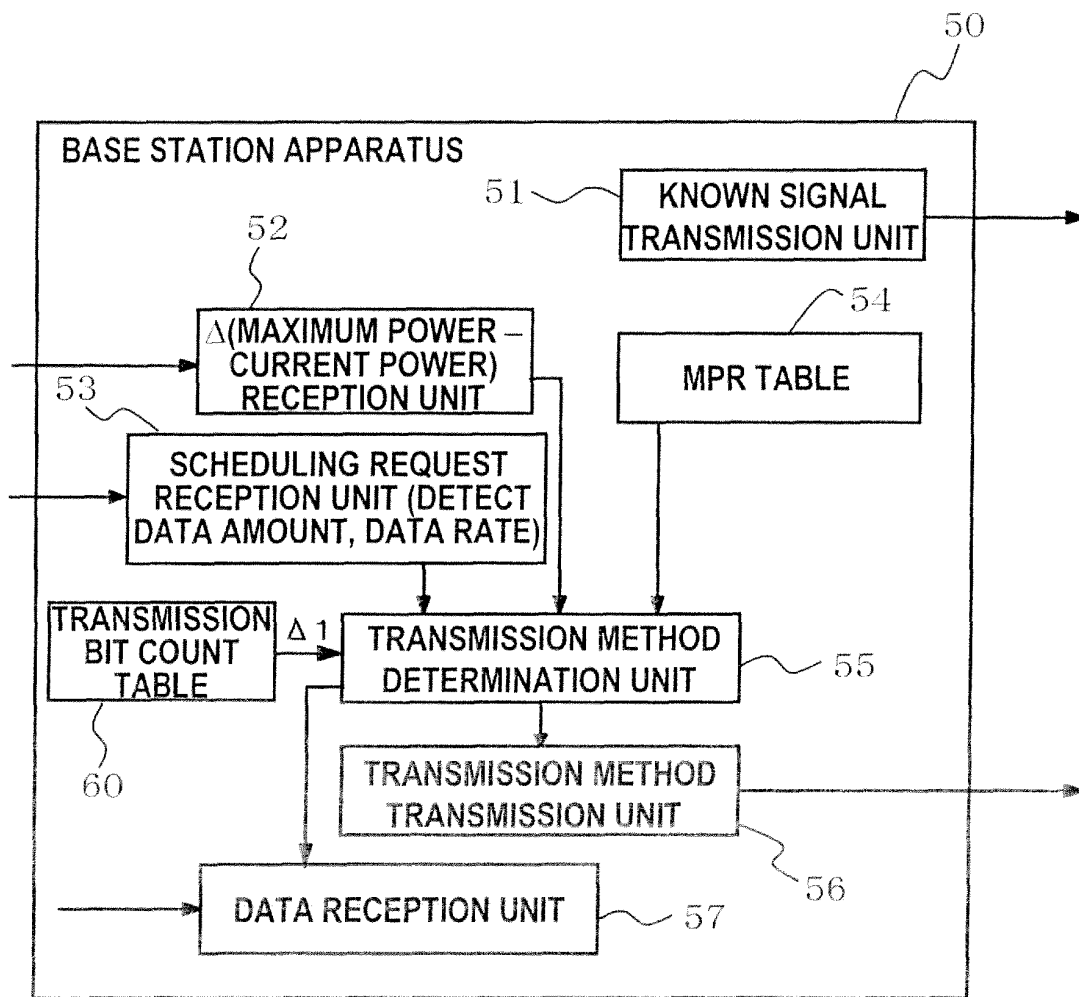 50
BASE STATION APPARATUS
51
KNOWN SIGNAL
TRANSMISSION UNIT
52
Δ(MAXIMUM POWER –
CURRENT POWER)
RECEPTION UNIT
54
MPR TABLE
53
SCHEDULING REQUEST
RECEPTION UNIT (DETECT
DATA AMOUNT, DATA RATE)
TRANSMISSION
BIT COUNT
TABLE
60
Δ1
TRANSMISSION METHOD
DETERMINATION UNIT
55
TRANSMISSION METHOD
TRANSMISSION UNIT
56
DATA RECEPTION UNIT
57